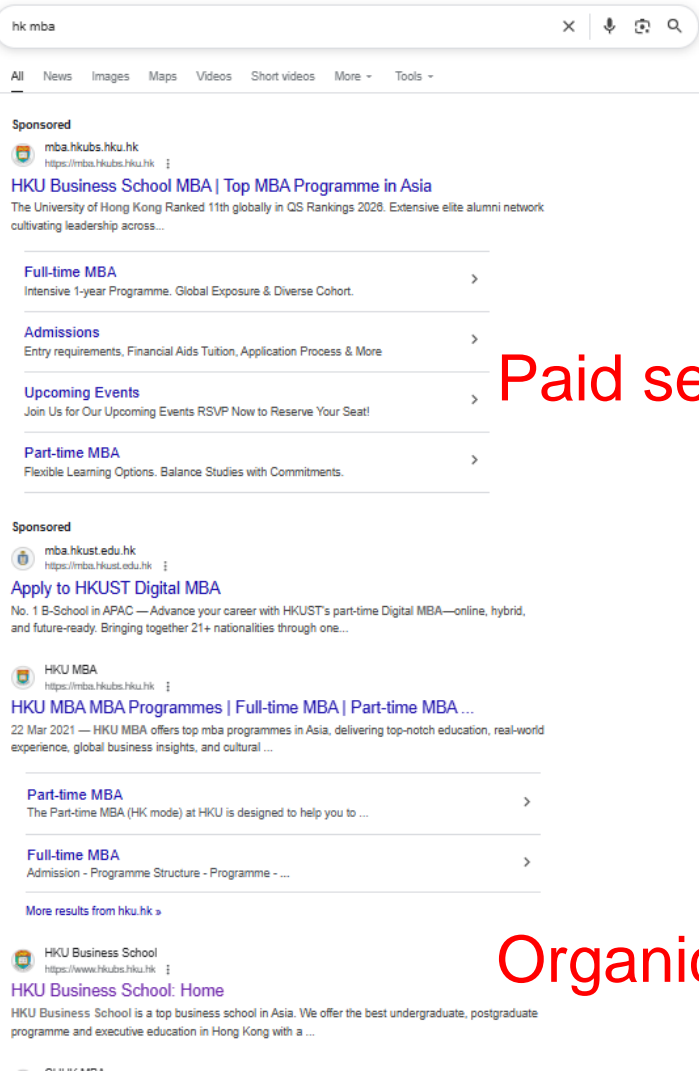 hk mba
All News Images Maps Videos Short videos More Tools
Sponsored
mba.hkubs.hku.hk
https://mba.hkubs.hku.hk
HKU Business School MBA | Top MBA Programme in Asia
The University of Hong Kong Ranked 11th globally in QS Rankings 2026. Extensive elite alumni network
cultivating leadership across...
Full-time MBA
Intensive 1-year Programme. Global Exposure & Diverse Cohort.
Admissions
Entry requirements, Financial Aids Tuition, Application Process & More
Paid se
Upcoming Events
Join Us for Our Upcoming Events RSVP Now to Reserve Your Seat!
Part-time MBA
Flexible Learning Options. Balance Studies with Commitments.
Sponsored
mba.hkust.edu.hk
https://mba.hkust.edu.hk
Apply to HKUST Digital MBA
No. 1 B-School in APAC — Advance your career with HKUST's part-time Digital MBA—online, hybrid,
and future-ready. Bringing together 21+ nationalities through one...
HKU MBA
https://mba.hkubs.hku.hk
HKU MBA MBA Programmes | Full-time MBA | Part-time MBA ...
22 Mar 2021 — HKU MBA offers top mba programmes in Asia, delivering top-notch education, real-world
experience, global business insights, and cultural ...
Part-time MBA
The Part-time MBA (HK mode) at HKU is designed to help you to ...
Full-time MBA
Admission - Programme Structure - Programme - ...
More results from hku.hk »
Organic
HKU Business School
https://www.hkubs.hku.hk
HKU Business School: Home
HKU Business School is a top business school in Asia. We offer the best undergraduate, postgraduate
programme and executive education in Hong Kong with a ...